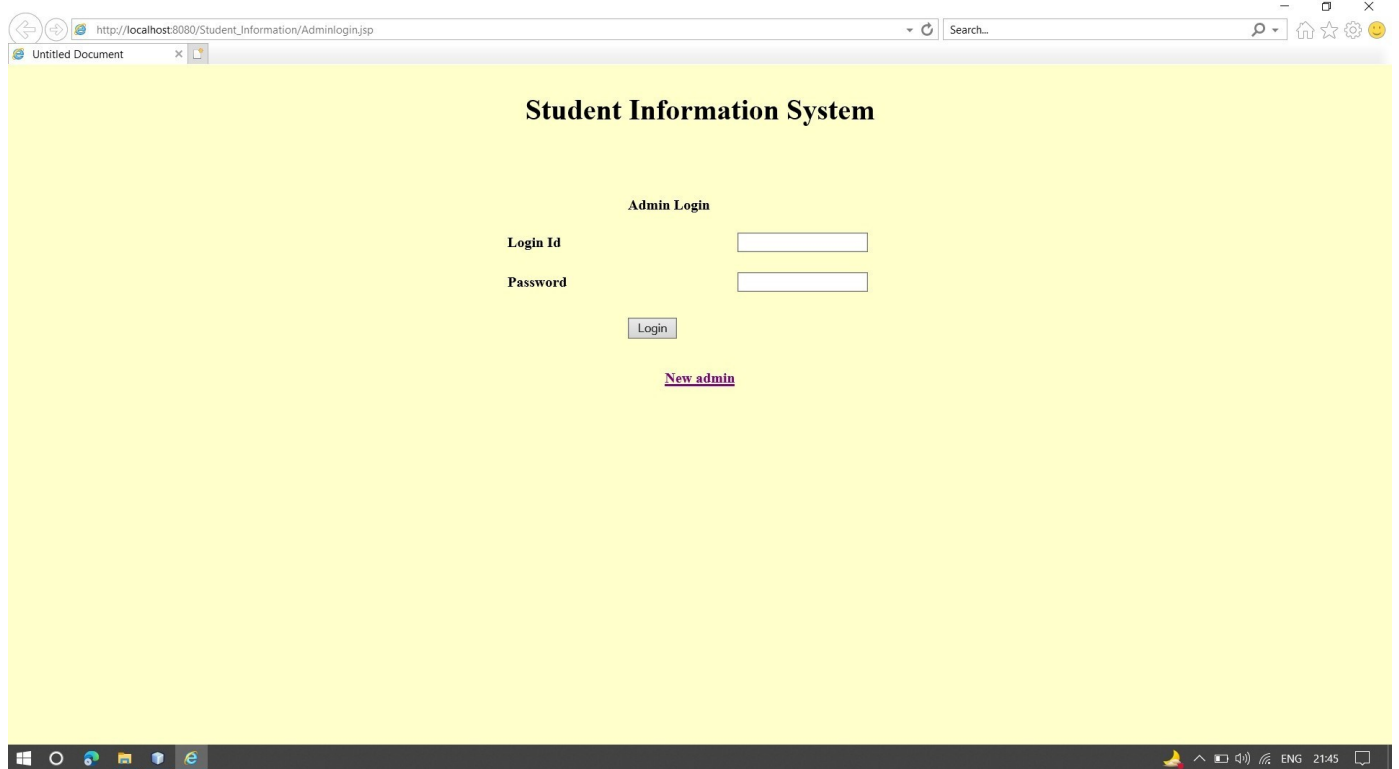 http://localhost:8080/Student_Information/Adminlogin.jsp
Search...
Untitled Document
Student Information System
Admin Login
Login Id
Password
Login
New admin
ENG 21:45